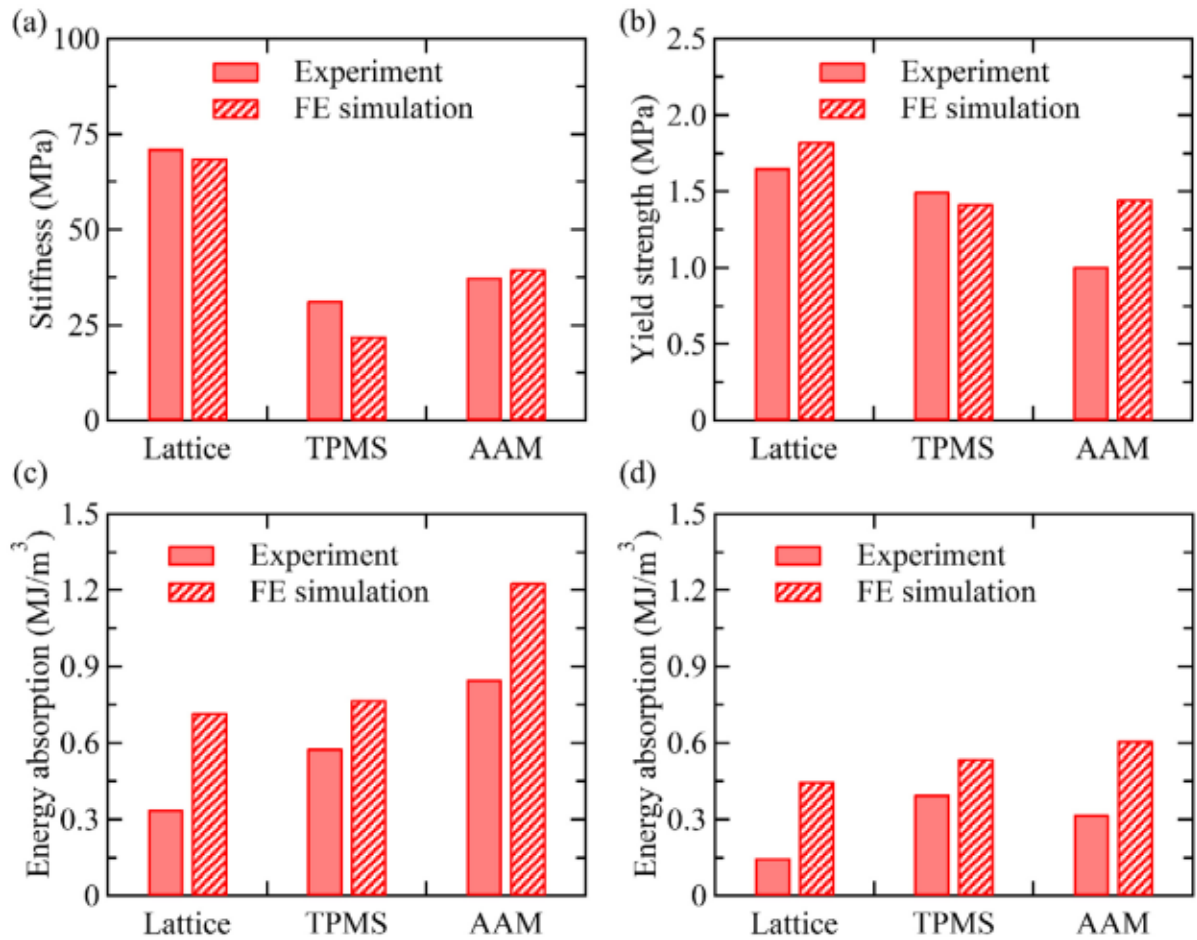 (a)
100
75
50
25
0
Stiffness (MPa)
Experiment
FE simulation
Lattice TPMS AAM
(b)
2.5
2.0
1.5
1.0
0.5
0
Yield strength (MPa)
Experiment
FE simulation
Lattice TPMS AAM
(c)
1.5
1.2
0.9
0.6
0.3
0
Energy absorption (MJ/m³)
Experiment
FE simulation
Lattice TPMS AAM
(d)
1.5
1.2
0.9
0.6
0.3
0
Energy absorption (MJ/m³)
Experiment
FE simulation
Lattice TPMS AAM